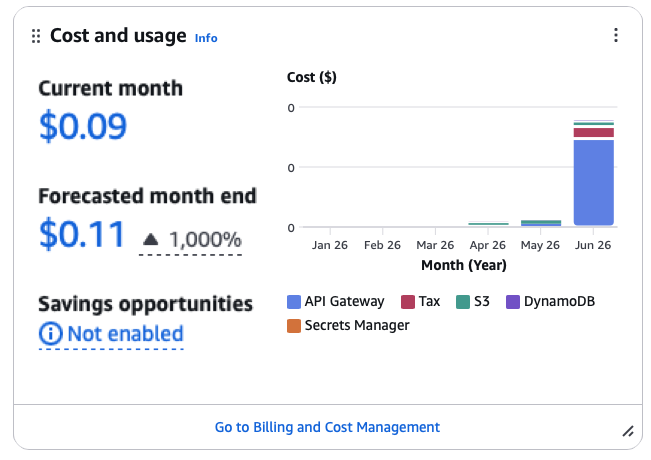 Cost and usage Info
Current month
$0.09
Forecasted month end
$0.11 ▲ 1,000%
Savings opportunities
Not enabled
Cost ($)
0
0
0
Jan 26 Feb 26 Mar 26 Apr 26 May 26 Jun 26
Month (Year)
API Gateway Tax S3 DynamoDB
Secrets Manager
Go to Billing and Cost Management